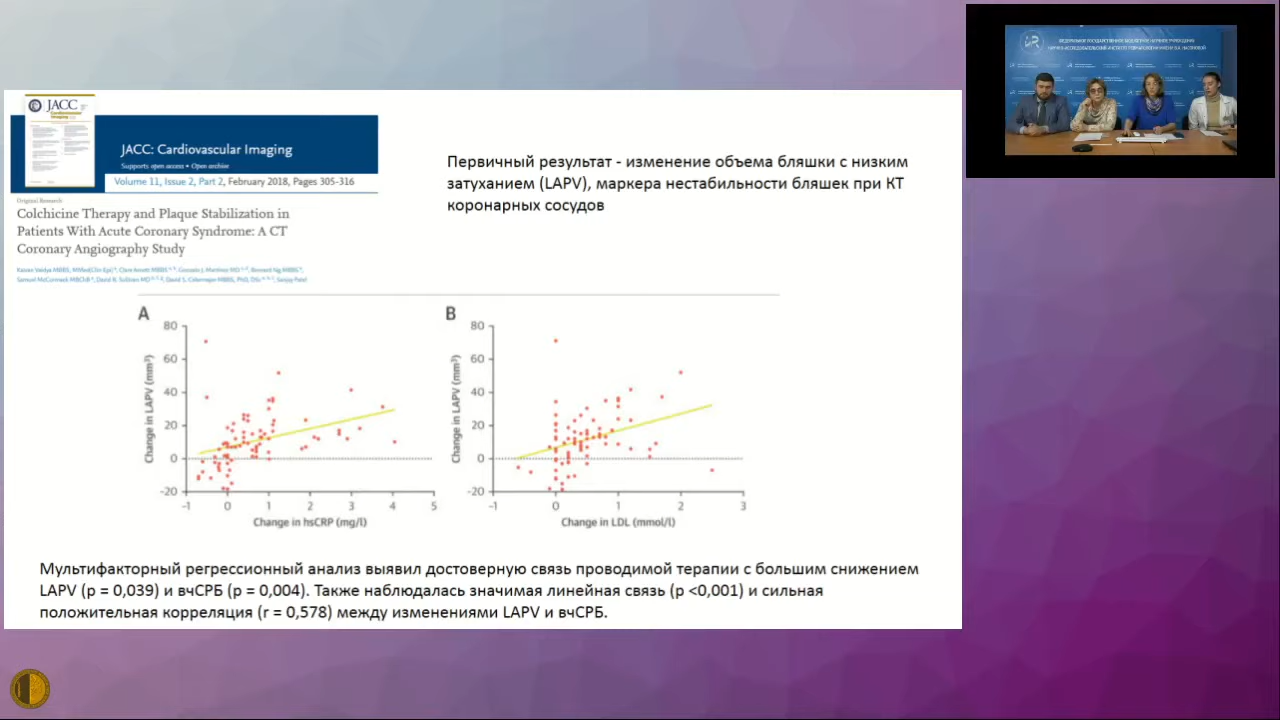 JACC
JACC: Cardiovascular Imaging
Supports open access • Open archive
Volume 11, Issue 2, Part 2, February 2018, Pages 305-316
Original Research
Colchicine Therapy and Plaque Stabilization in
Patients With Acute Coronary Syndrome: A CT
Coronary Angiography Study
Первичный результат - изменение объема бляшки с низким
затуханием (LAPV), маркера нестабильности бляшек при КТ
коронарных сосудов
A
80
60
40
20
0
-20
Change in LAPV (mm³)
-1 0 1 2 3 4 5
Change in hsCRP (mg/l)
B
80
60
40
20
0
-20
Change in LAPV (mm³)
-1 0 1 2 3
Change in LDL (mmol/l)
Мультифакторный регрессионный анализ выявил достоверную связь проводимой терапии с большим снижением
LAPV (p = 0,039) и вчСРБ (p = 0,004). Также наблюдалась значимая линейная связь (p <0,001) и сильная
положительная корреляция (r = 0,578) между изменениями LAPV и вчСРБ.